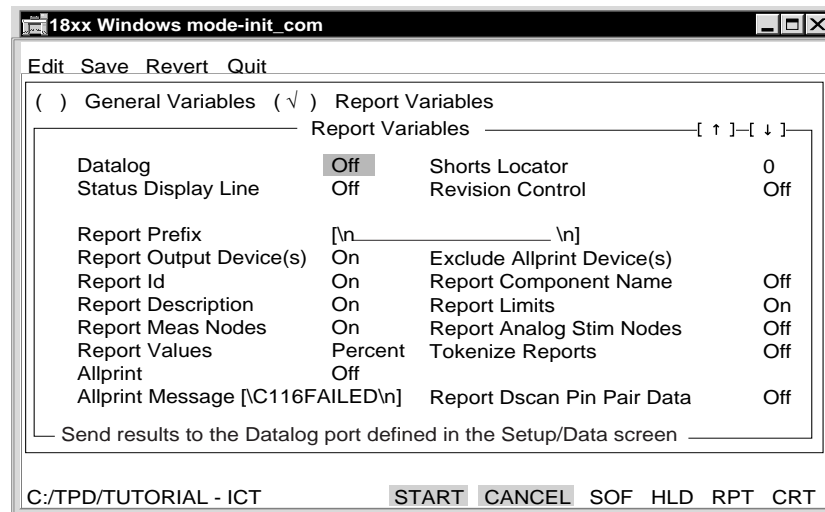 18xx Windows mode-init_com
Edit Save Revert Quit
( ) General Variables (√ ) Report Variables
Report Variables [ ↑ ]—[ ↓ ]
Datalog Off Shorts Locator 0
Status Display Line Off Revision Control Off
Report Prefix [\n____________________ \n]
Report Output Device(s) On Exclude Allprint Device(s)
Report Id On Report Component Name Off
Report Description On Report Limits On
Report Meas Nodes On Report Analog Stim Nodes Off
Report Values Percent Tokenize Reports Off
Allprint Off
Allprint Message [\C116FAILED\n] Report Dscan Pin Pair Data Off
Send results to the Datalog port defined in the Setup/Data screen
C:/TPD/TUTORIAL - ICT START CANCEL SOF HLD RPT CRT